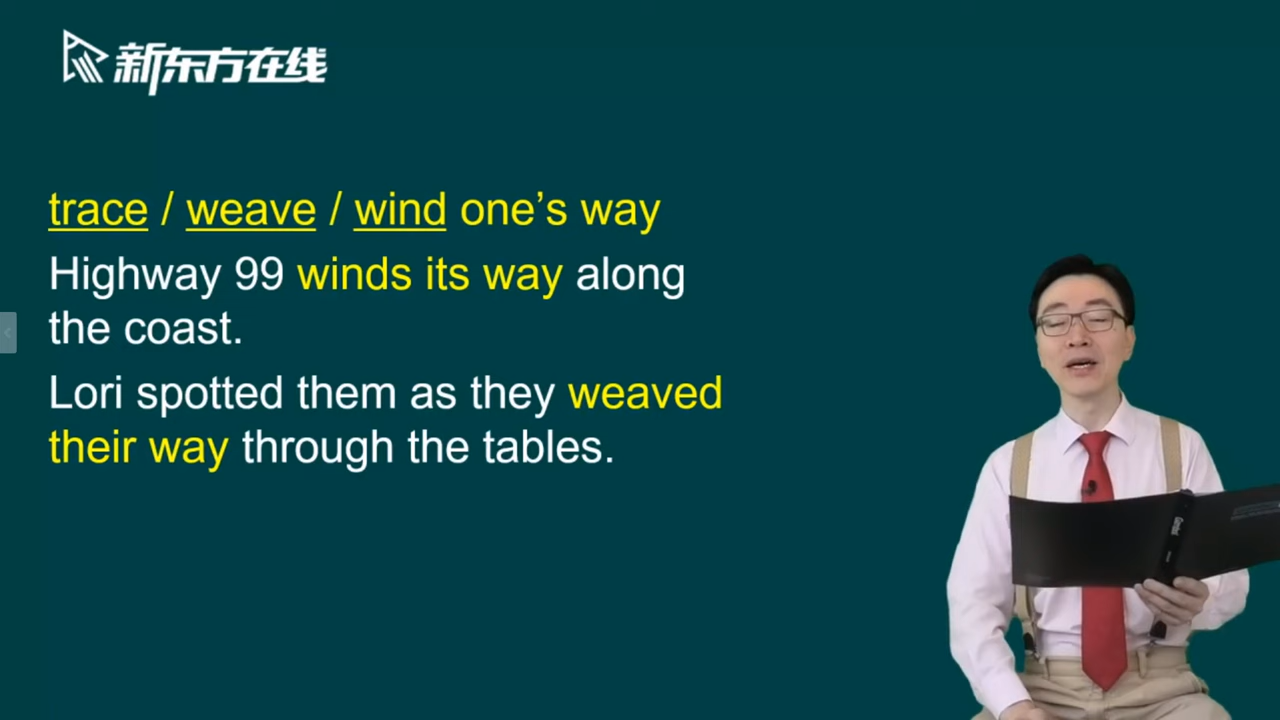 新东方在线
trace / weave / wind one’s way
Highway 99 winds its way along
the coast.
Lori spotted them as they weaved
their way through the tables.